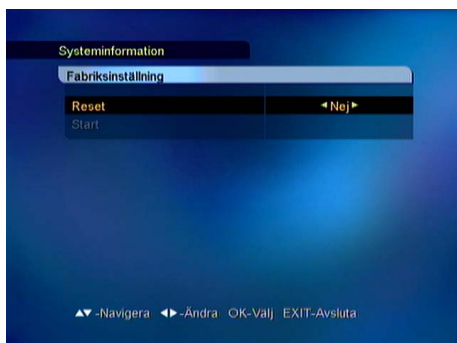 Systeminformation
Fabriksinställning
Reset ◄Nej►
Start
▲▼-Navigera ◄►-Ändra OK-Välj EXIT-Avsluta